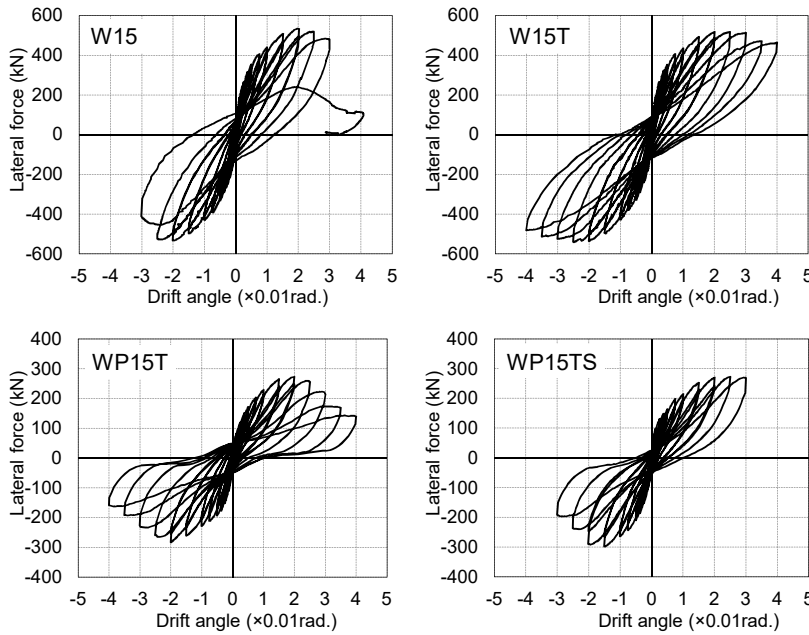 W15
Lateral force (kN)
600
400
200
0
-200
-400
-600
-5 -4 -3 -2 -1 0 1 2 3 4 5
Drift angle (×0.01rad.)
W15T
Lateral force (kN)
600
400
200
0
-200
-400
-600
-5 -4 -3 -2 -1 0 1 2 3 4 5
Drift angle (×0.01rad.)
WP15T
Lateral force (kN)
400
300
200
100
0
-100
-200
-300
-400
-5 -4 -3 -2 -1 0 1 2 3 4 5
Drift angle (×0.01rad.)
WP15TS
Lateral force (kN)
400
300
200
100
0
-100
-200
-300
-400
-5 -4 -3 -2 -1 0 1 2 3 4 5
Drift angle (×0.01rad.)